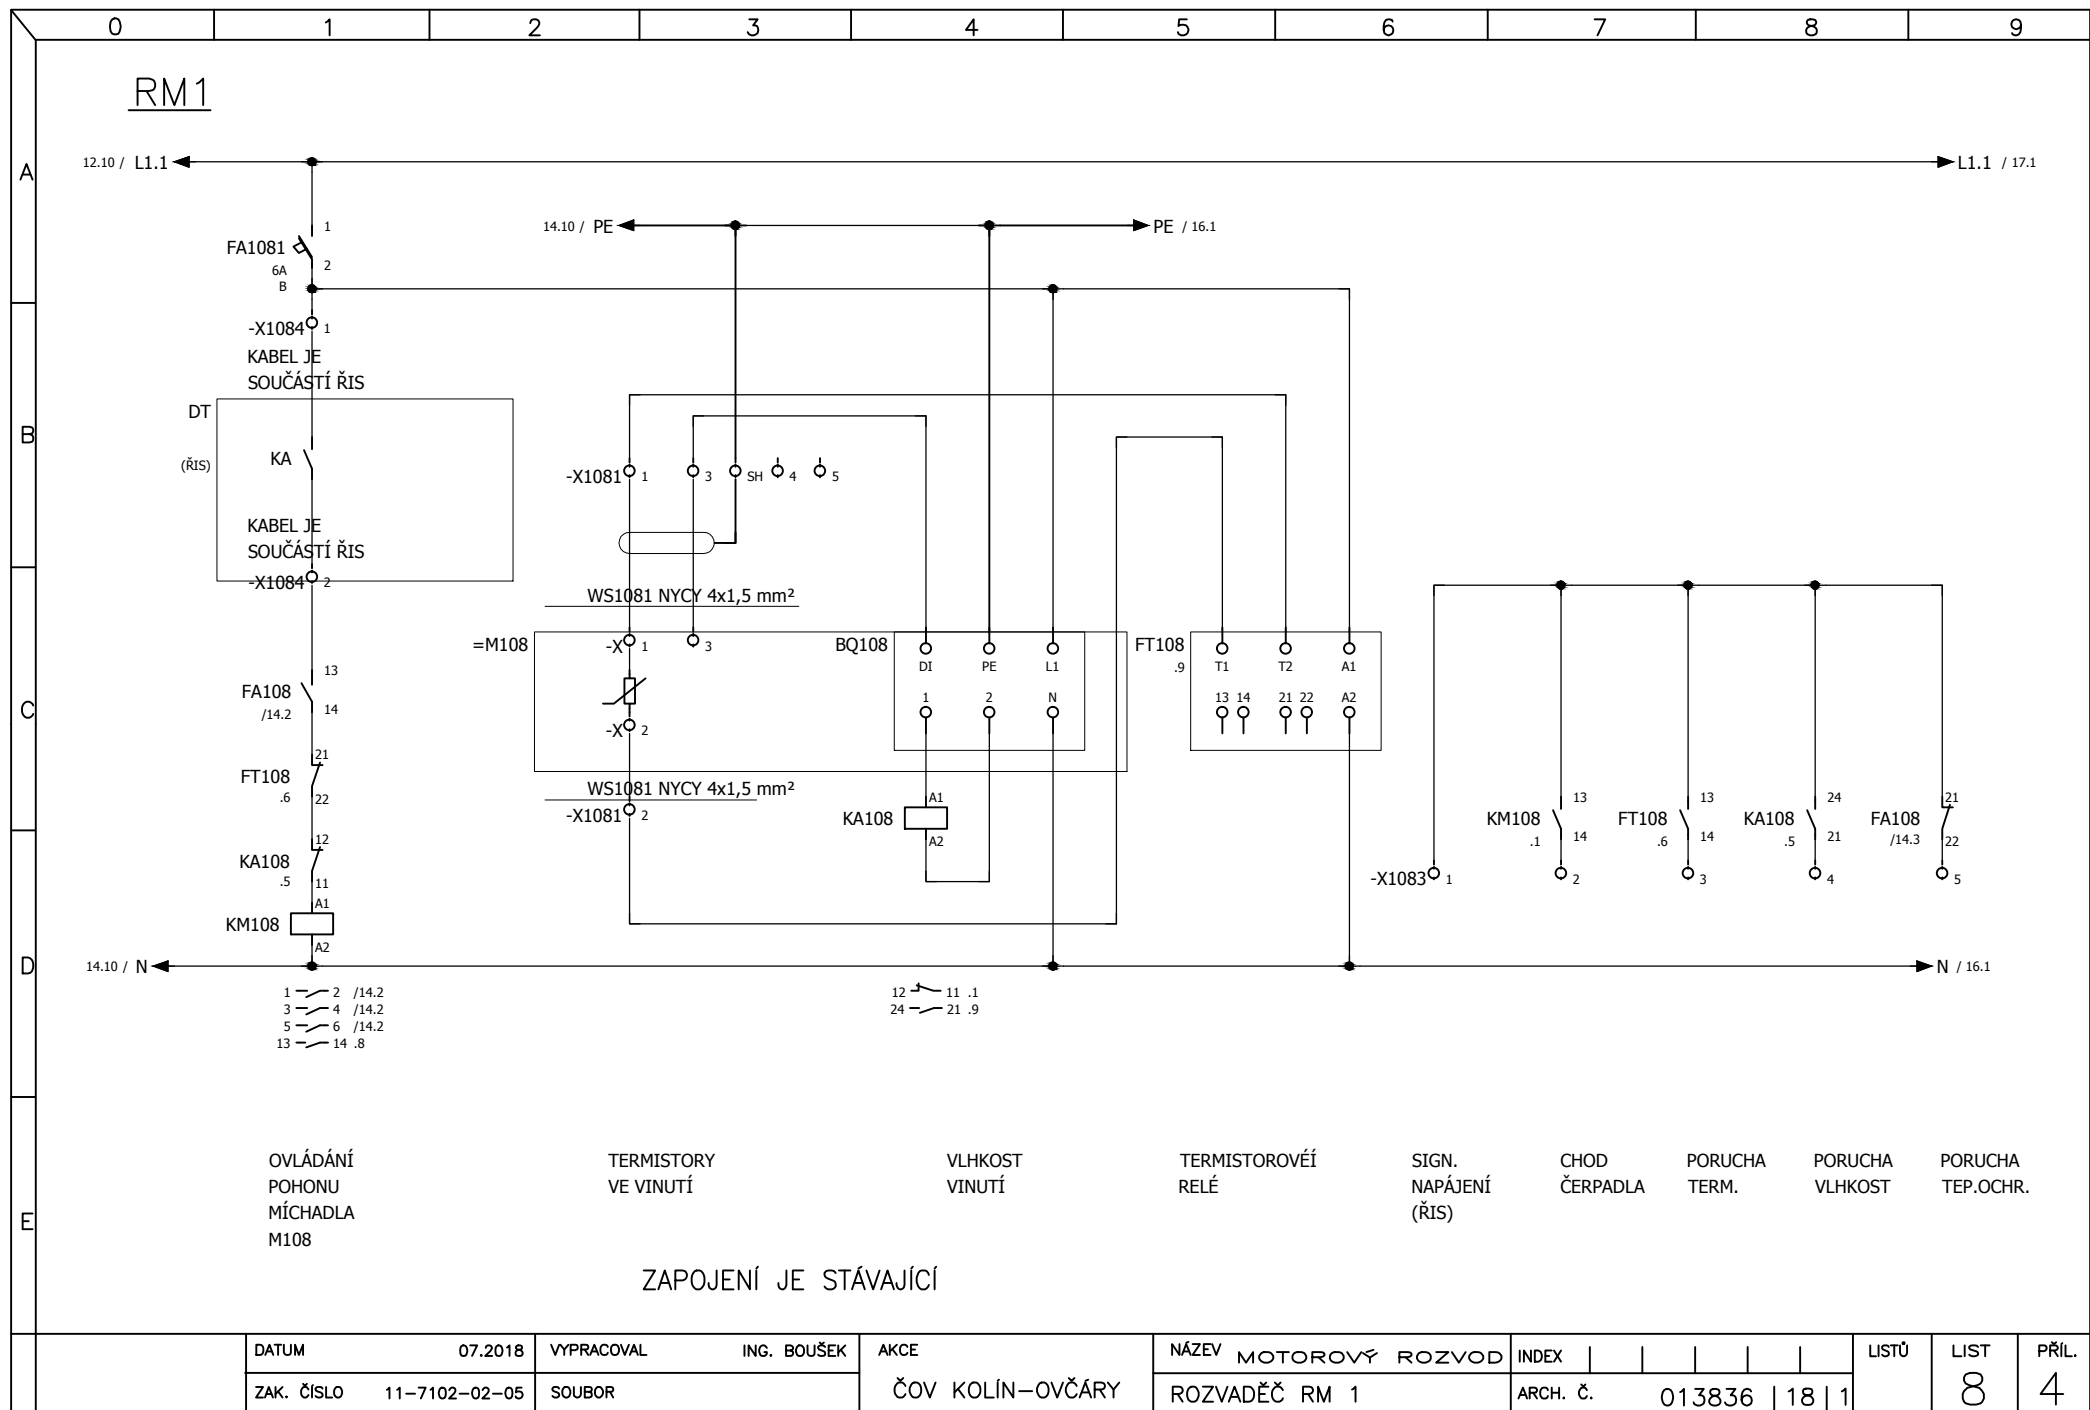 0 1 2 3 4 5 6 7 8 9
RM1
A
12.10 / L1.1
L1.1 / 17.1
14.10 / PE
PE / 16.1
1
FA1081
6A
B
2
-X1084 1
KABEL JE
SOUČÁSTÍ ŘIS
DT
B
(ŘIS)
KA
-X1081 1 3 SH 4 5
KABEL JE
SOUČÁSTÍ ŘIS
-X1084 2
WS1081 NYCY 4x1,5 mm²
=M108 -X 1 3
BQ108 DI PE L1
1 2 N
FT108
.9
T1 T2 A1
13 14 21 22 A2
C
13
FA108
/14.2
14
-X 2
21
FT108
.6
22
WS1081 NYCY 4x1,5 mm²
-X1081 2
A1
KA108
A2
13
KM108
.1
14
13
FT108
.6
14
24
KA108
.5
21
21
FA108
/14.3
22
12
KA108
.5
11
-X1083 1 2 3 4 5
A1
KM108
A2
D
14.10 / N
N / 16.1
1 2 /14.2
3 4 /14.2
5 6 /14.2
13 14 .8
12 11 .1
24 21 .9
E
OVLÁDÁNÍ
POHONU
MÍCHADLA
M108
TERMISTORY
VE VINUTÍ
VLHKOST
VINUTÍ
TERMISTOROVÉÍ
RELÉ
SIGN.
NAPÁJENÍ
(ŘIS)
CHOD
ČERPADLA
PORUCHA
TERM.
PORUCHA
VLHKOST
PORUCHA
TEP.OCHR.
ZAPOJENÍ JE STÁVAJÍCÍ
DATUM 07.2018
ZAK. ČÍSLO 11-7102-02-05
VYPRACOVAL ING. BOUŠEK
SOUBOR
AKCE
ČOV KOLÍN-OVČÁRY
NÁZEV MOTOROVÝ ROZVOD
ROZVADĚČ RM 1
INDEX
ARCH. Č. 013836 18 1
LISTŮ
LIST
8
PŘÍL.
4